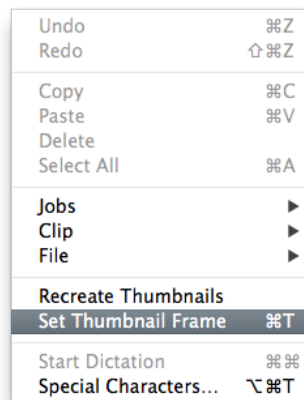 Undo ⌘Z
Redo ⇧⌘Z
Copy ⌘C
Paste ⌘V
Delete
Select All ⌘A
Jobs ▶
Clip ▶
File ▶
Recreate Thumbnails
Set Thumbnail Frame ⌘T
Start Dictation ⌘⌘
Special Characters... ⌥⌘T